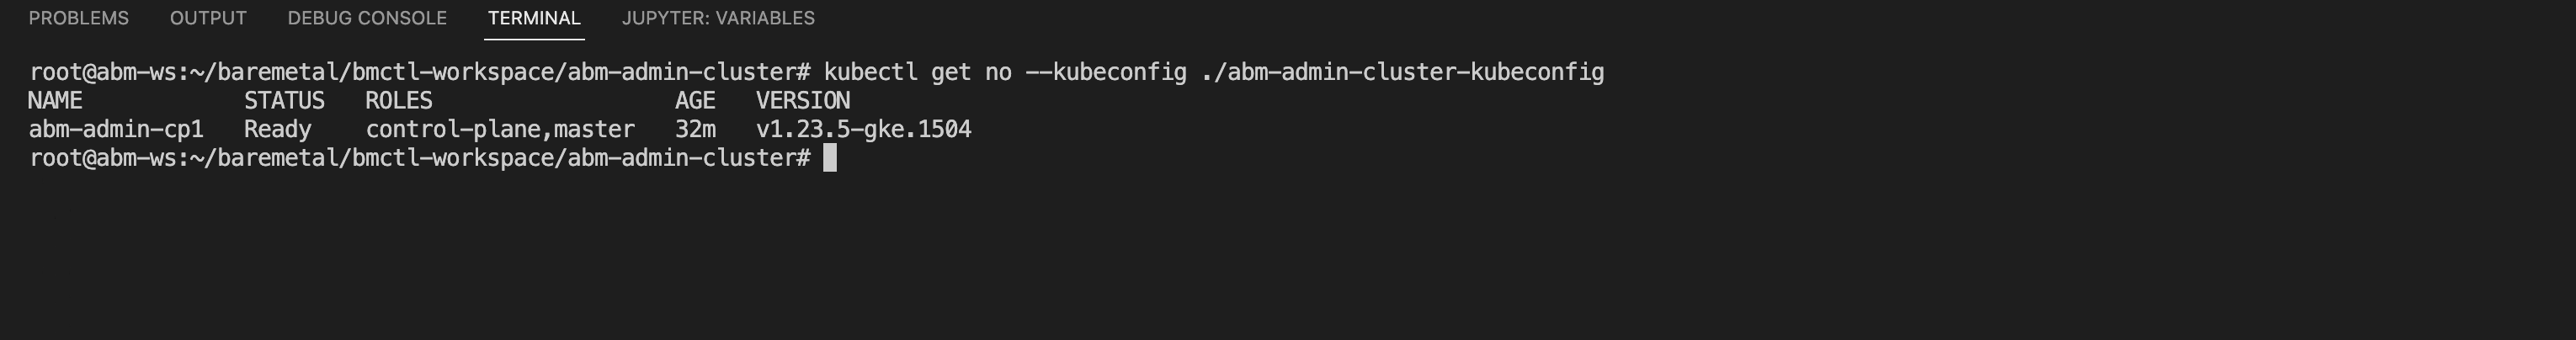 PROBLEMS OUTPUT DEBUG CONSOLE TERMINAL JUPYTER: VARIABLES
root@abm-ws:~/baremetal/bmctl-workspace/abm-admin-cluster# kubectl get no --kubeconfig ./abm-admin-cluster-kubeconfig
NAME STATUS ROLES AGE VERSION
abm-admin-cp1 Ready control-plane,master 32m v1.23.5-gke.1504
root@abm-ws:~/baremetal/bmctl-workspace/abm-admin-cluster#